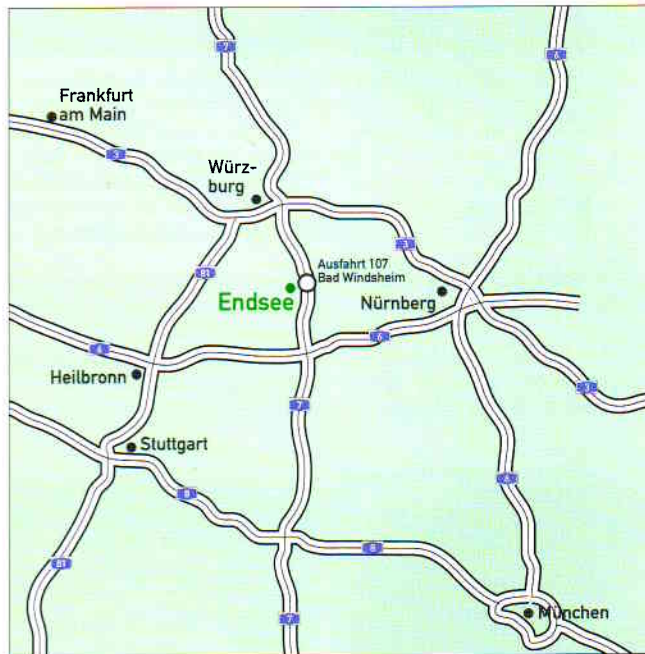 7
6
Frankfurt
am Main
3
Würz-
burg
3
81
Ausfahrt 107
Bad Windsheim
Endsee
Nürnberg
6
6
Heilbronn
3
7
Stuttgart
8
6
8
81
7
München